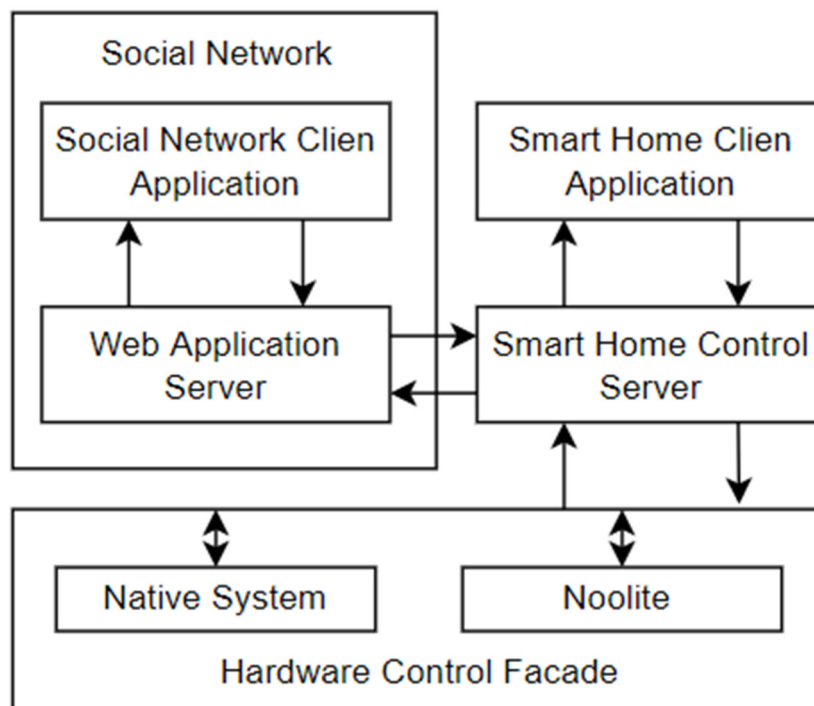 Social Network
Social Network Clien
Application
Smart Home Clien
Application
Web Application
Server
Smart Home Control
Server
Native System
Noolite
Hardware Control Facade